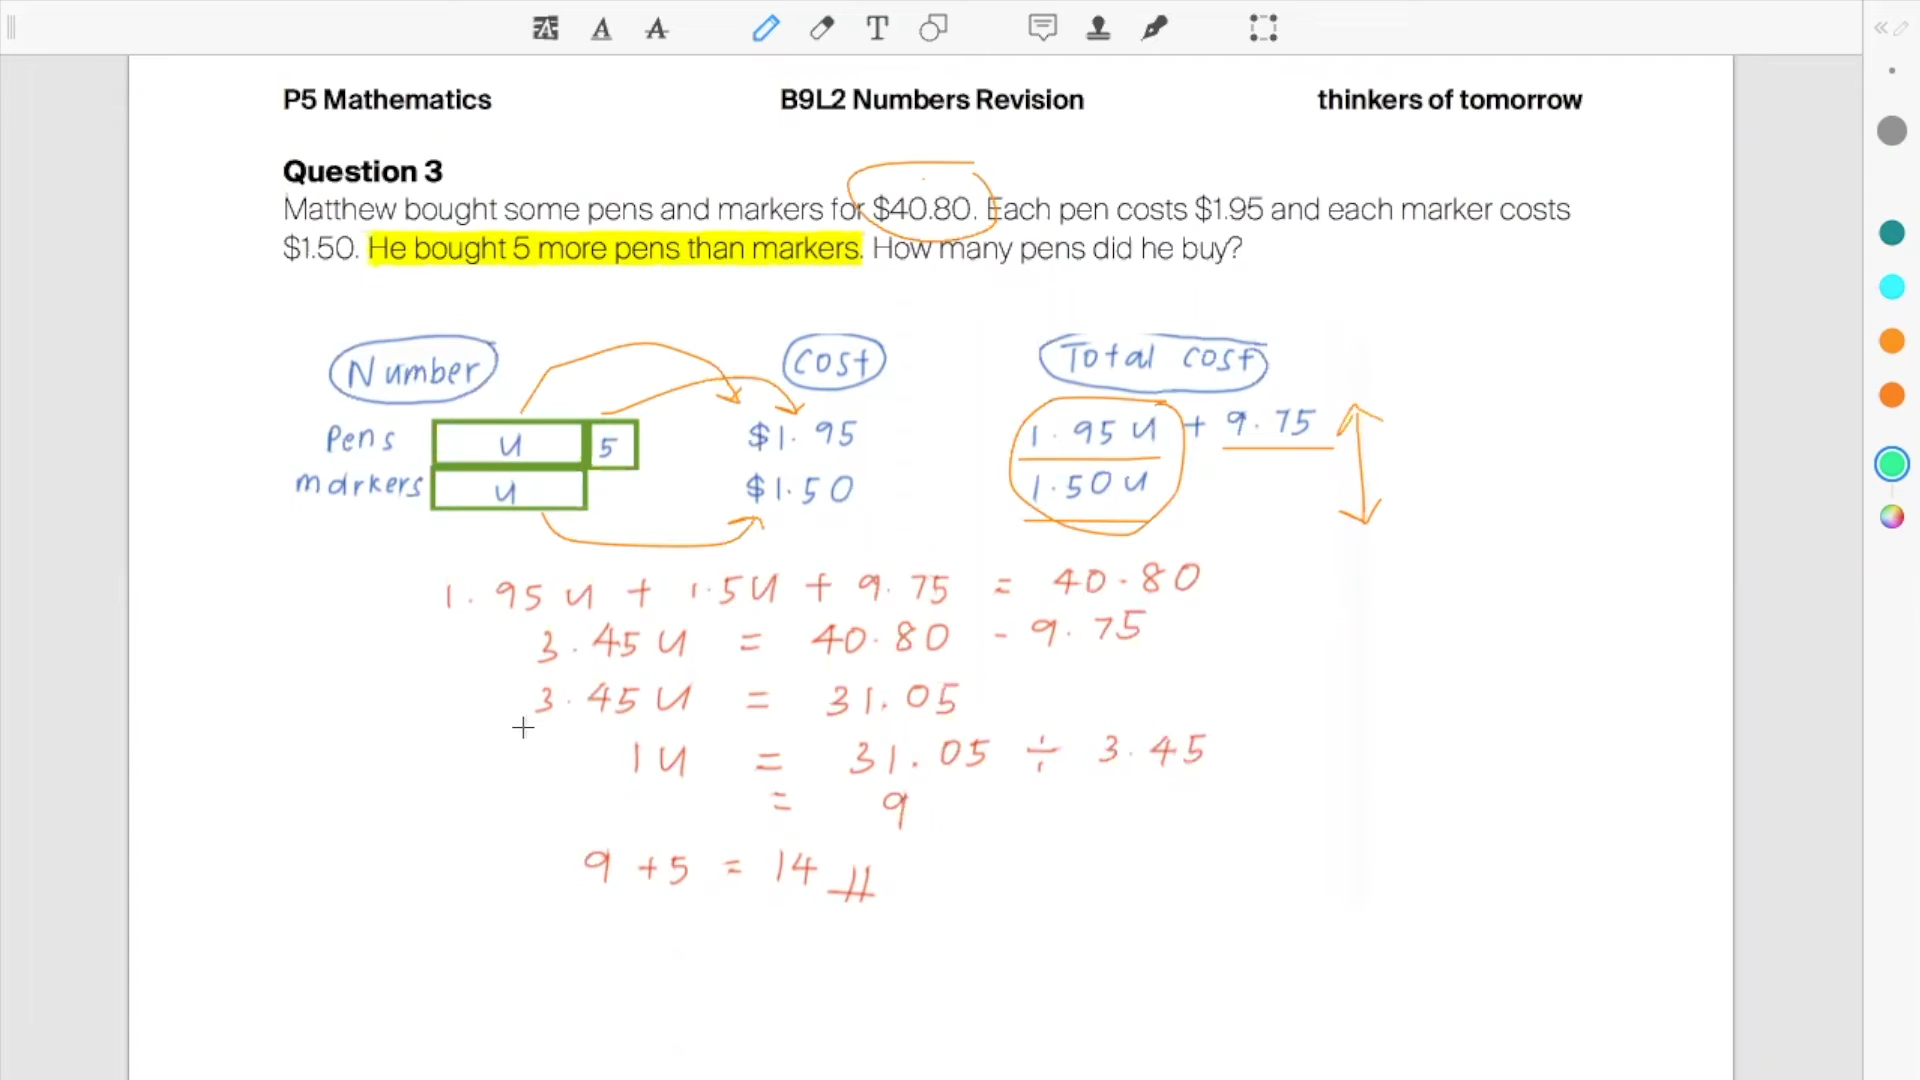 P5 Mathematics B9L2 Numbers Revision thinkers of tomorrow
Question 3
Matthew bought some pens and markers for $40.80. Each pen costs $1.95 and each marker costs
$1.50. He bought 5 more pens than markers. How many pens did he buy?
Number Cost Total cost
Pens u 5 $1.95 1.95u + 9.75
markers u $1.50 1.50u
1.95u + 1.5u + 9.75 = 40.80
3.45u = 40.80 - 9.75
3.45u = 31.05
1u = 31.05 ÷ 3.45
= 9
9 + 5 = 14